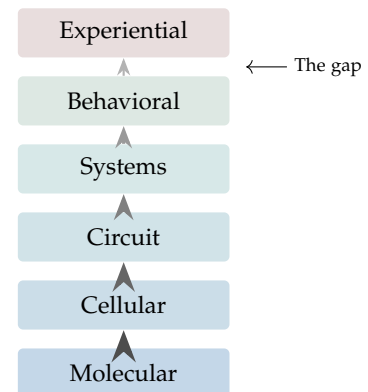 Experiential
The gap
Behavioral
Systems
Circuit
Cellular
Molecular